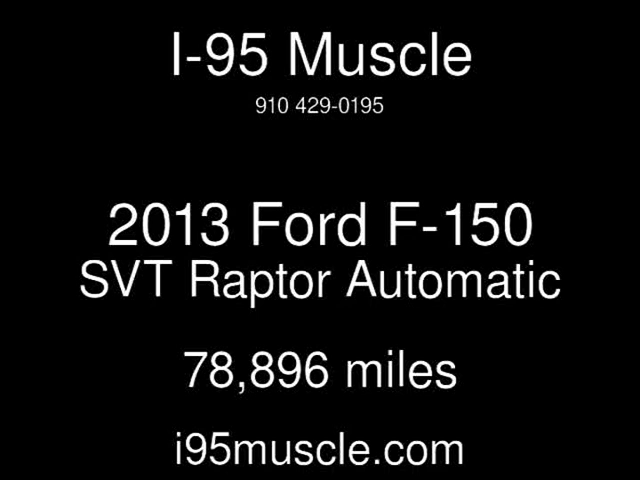 I-95 Muscle
910 429-0195
2013 Ford F-150
SVT Raptor Automatic
78,896 miles
i95muscle.com